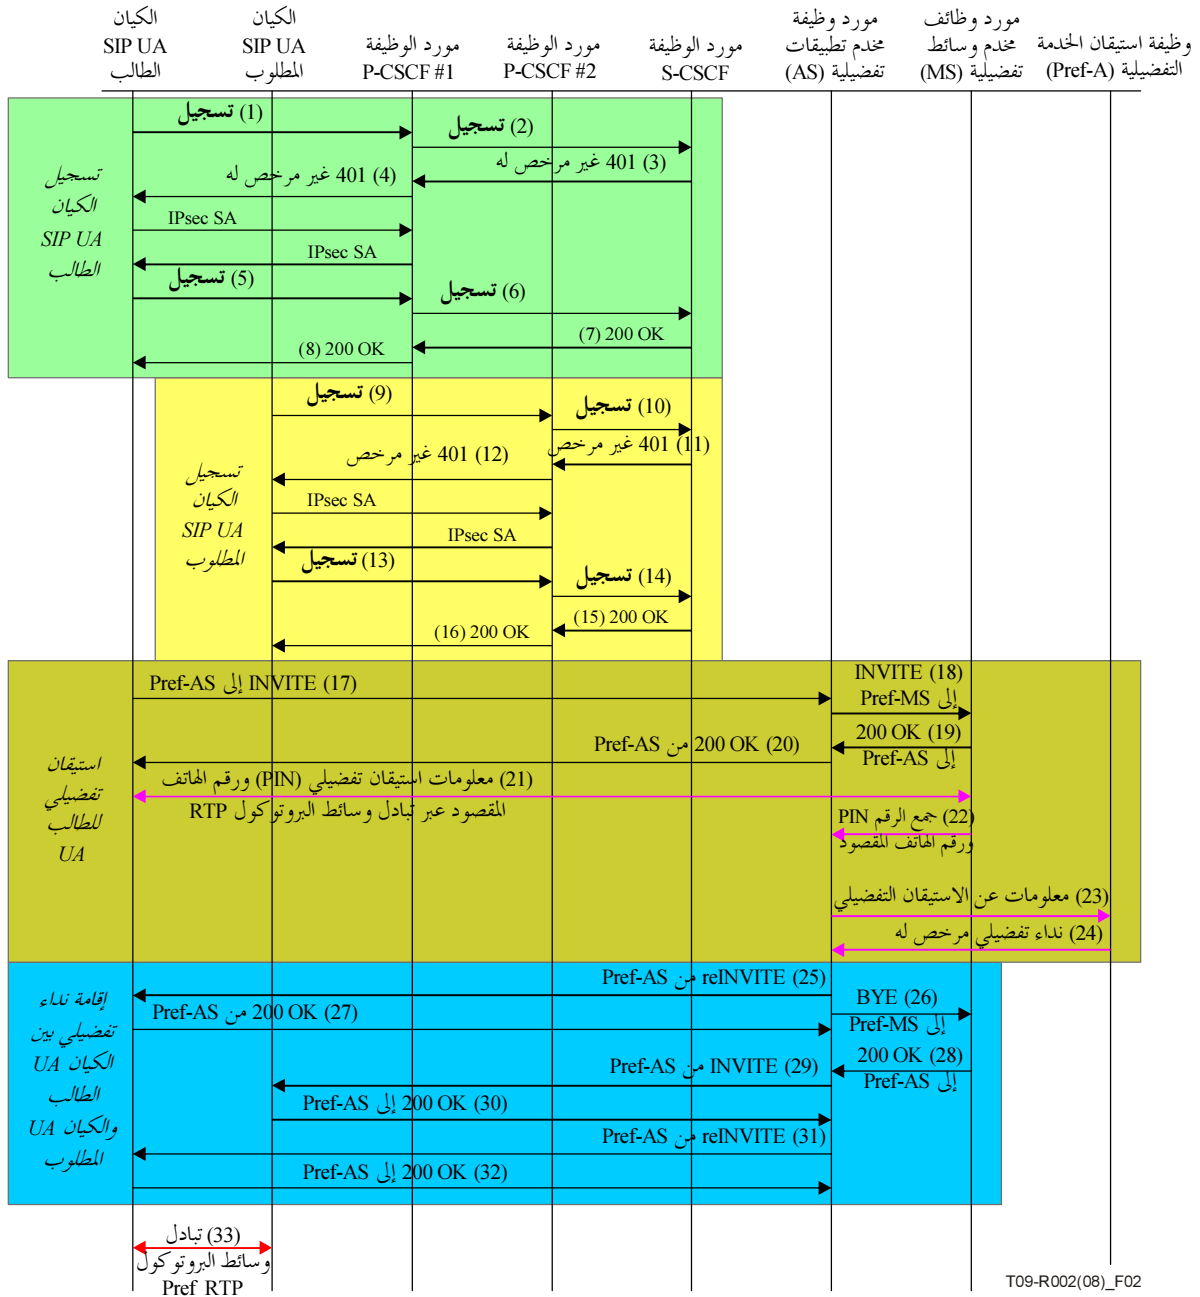 الكيان
SIP UA
الطالب
الكيان
SIP UA
المطلوب
مورد الوظيفة
P-CSCF #1
مورد الوظيفة
P-CSCF #2
مورد الوظيفة
S-CSCF
مورد وظيفة
مخدم تطبيقات
تفضيلية (AS)
مورد وظائف
مخدم وسائط
تفضيلية (MS)
وظيفة استيقان الخدمة
التفضيلية (Pref-A)
تسجيل
الكيان
SIP UA
الطالب
(1) تسجيل
(2) تسجيل
(3) 401 غير مرخص له
(4) 401 غير مرخص له
IPsec SA
IPsec SA
(5) تسجيل
(6) تسجيل
(7) 200 OK
(8) 200 OK
تسجيل
الكيان
SIP UA
المطلوب
(9) تسجيل
(10) تسجيل
(11) 401 غير مرخص
(12) 401 غير مرخص
IPsec SA
IPsec SA
(13) تسجيل
(14) تسجيل
(15) 200 OK
(16) 200 OK
استيقان
تفضيلي
للطالب
UA
(17) INVITE إلى Pref-AS
(18) INVITE
إلى Pref-MS
(19) 200 OK
إلى Pref-AS
(20) 200 OK من Pref-AS
(21) معلومات استيقان تفضيلي (PIN) ورقم الهاتف
المقصود عبر تبادل وسائط البروتوكول RTP
(22) جمع الرقم PIN
ورقم الهاتف المقصود
(23) معلومات عن الاستيقان التفضيلي
(24) نداء تفضيلي مرخص له
إقامة نداء
تفضيلي بين
الكيان UA
الطالب
والكيان UA
المطلوب
(25) reINVITE من Pref-AS
(26) BYE
إلى Pref-MS
(27) 200 OK من Pref-AS
(28) 200 OK
إلى Pref-AS
(29) INVITE من Pref-AS
(30) 200 OK إلى Pref-AS
(31) reINVITE من Pref-AS
(32) 200 OK إلى Pref-AS
(33) تبادل
وسائط البروتوكول
Pref RTP
T09-R002(08)_F02